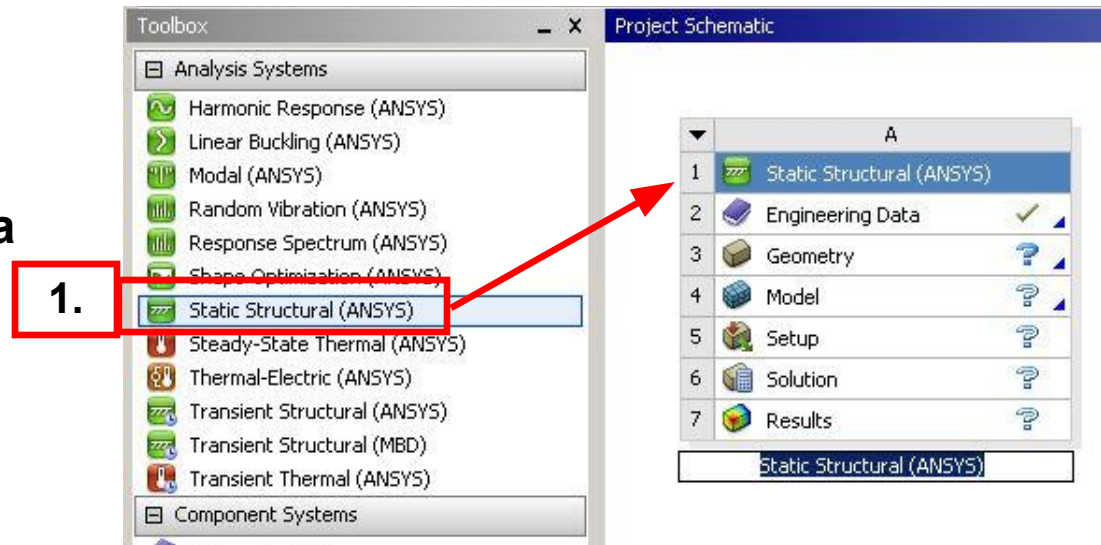 Toolbox
Analysis Systems
Harmonic Response (ANSYS)
Linear Buckling (ANSYS)
Modal (ANSYS)
Random Vibration (ANSYS)
Response Spectrum (ANSYS)
Shape Optimization (ANSYS)
Static Structural (ANSYS)
Steady-State Thermal (ANSYS)
Thermal-Electric (ANSYS)
Transient Structural (ANSYS)
Transient Structural (MBD)
Transient Thermal (ANSYS)
Component Systems
a
1.
Project Schematic
A
1 Static Structural (ANSYS)
2 Engineering Data
3 Geometry
4 Model
5 Setup
6 Solution
7 Results
Static Structural (ANSYS)